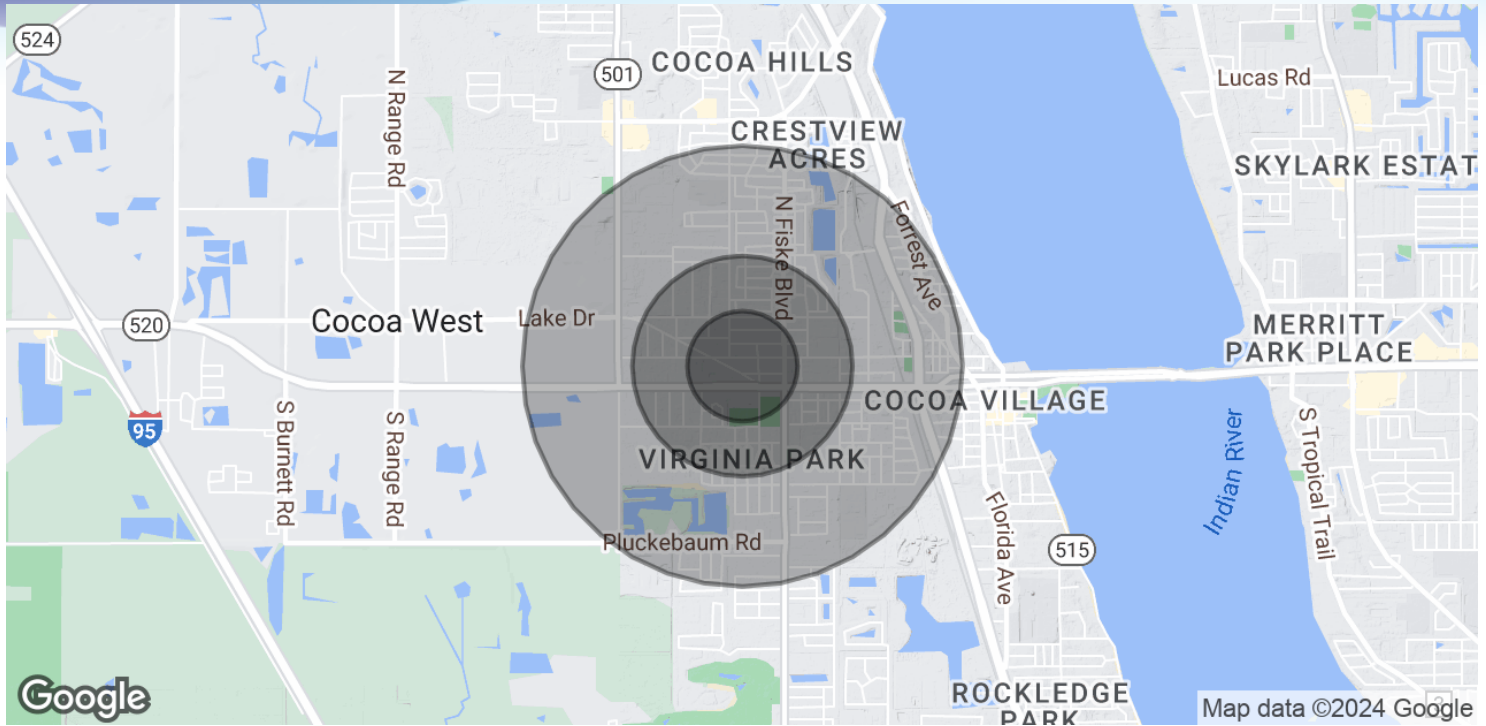 524
N Range Rd
501
COCOA HILLS
Lucas Rd
CRESTVIEW
ACRES
SKYLARK ESTAT
N Fiske Blvd
Forrest Ave
520
Cocoa West
Lake Dr
MERRITT
PARK PLACE
COCOA VILLAGE
95
S Burnett Rd
S Range Rd
VIRGINIA PARK
Indian River
S Tropical Trail
Pluckebaum Rd
Florida Ave
515
Google
ROCKLEDGE
PARK
Map data ©2024 Google